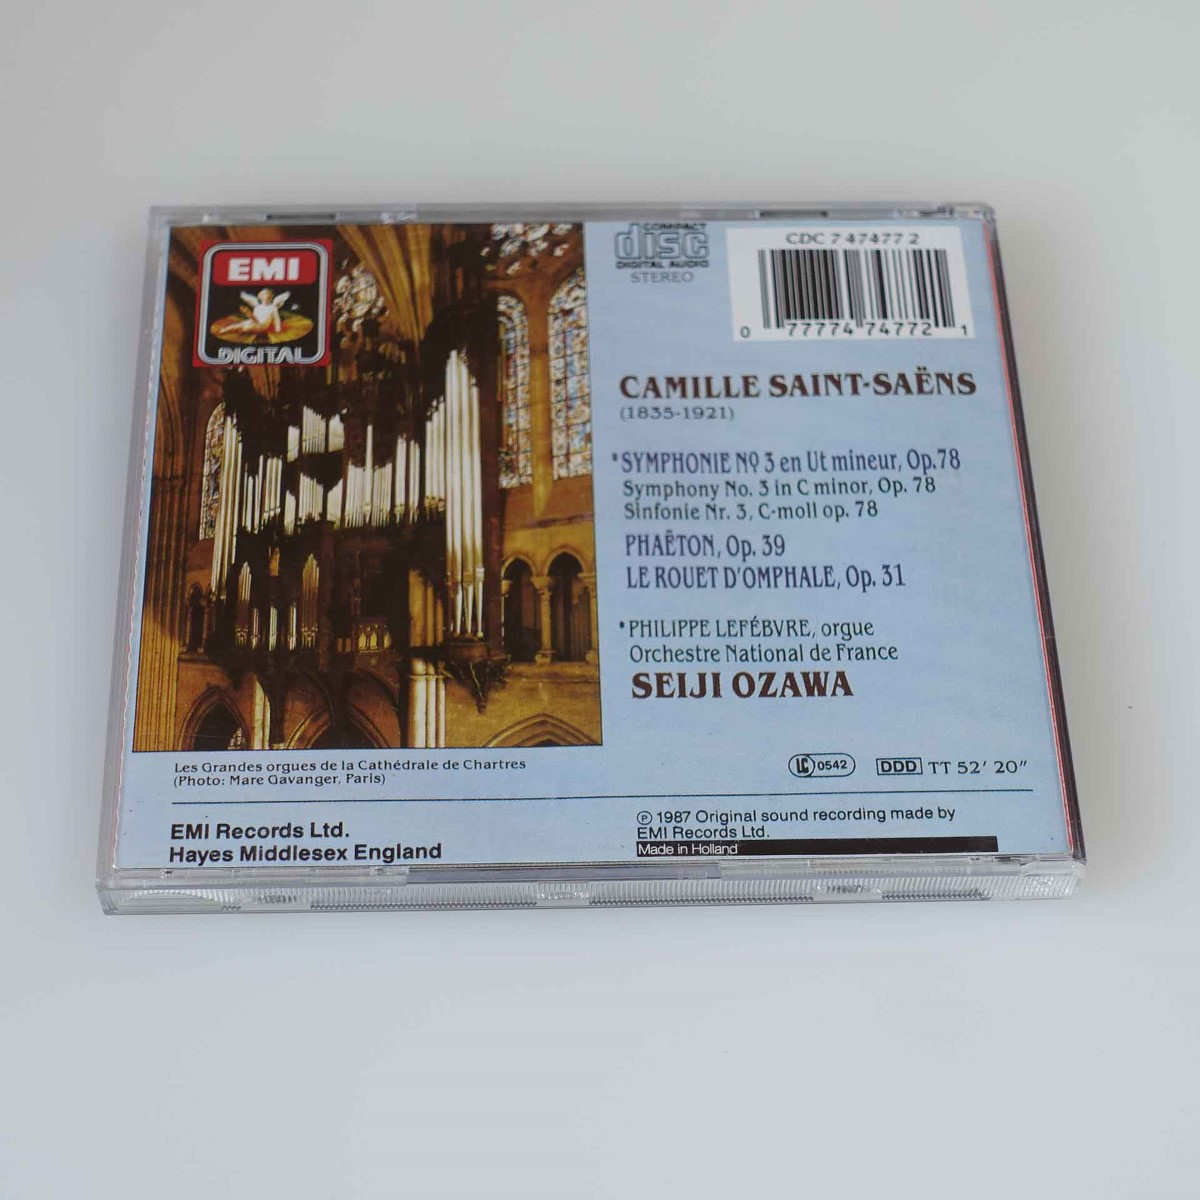 EMI
DIGITAL
COMPACT
disc
DIGITAL AUDIO
STEREO
CDC 7 47477 2
0 77774 74772 1
CAMILLE SAINT-SAËNS
(1835-1921)
•SYMPHONIE Nº 3 en Ut mineur, Op.78
Symphony No. 3 in C minor, Op. 78
Sinfonie Nr. 3, C-moll op. 78
PHAËTON, Op. 39
LE ROUET D'OMPHALE, Op. 31
•PHILIPPE LEFÉBVRE, orgue
Orchestre National de France
SEIJI OZAWA
Les Grandes orgues de la Cathédrale de Chartres
(Photo: Marc Gavanger, Paris)
LC 0542
DDD TT 52' 20"
EMI Records Ltd.
Hayes Middlesex England
℗ 1987 Original sound recording made by
EMI Records Ltd.
Made in Holland